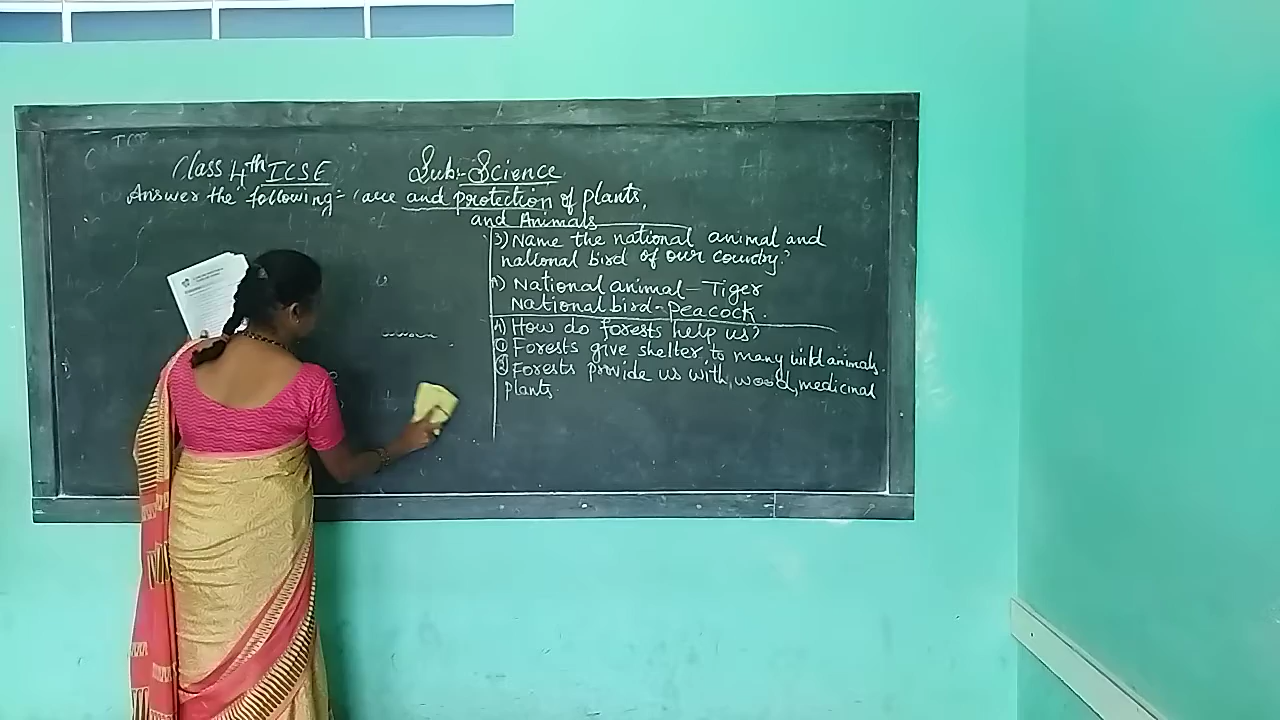 Class 4th ICSE
Sub:- Science
Answer the following:- Care and protection of plants,
and Animals
3) Name the national animal and
national bird of our country?
A) National animal - Tiger
National bird - peacock.
4) How do forests help us?
① Forests give shelter, to many wild animals.
② Forests provide us with, wood, medicinal
plants